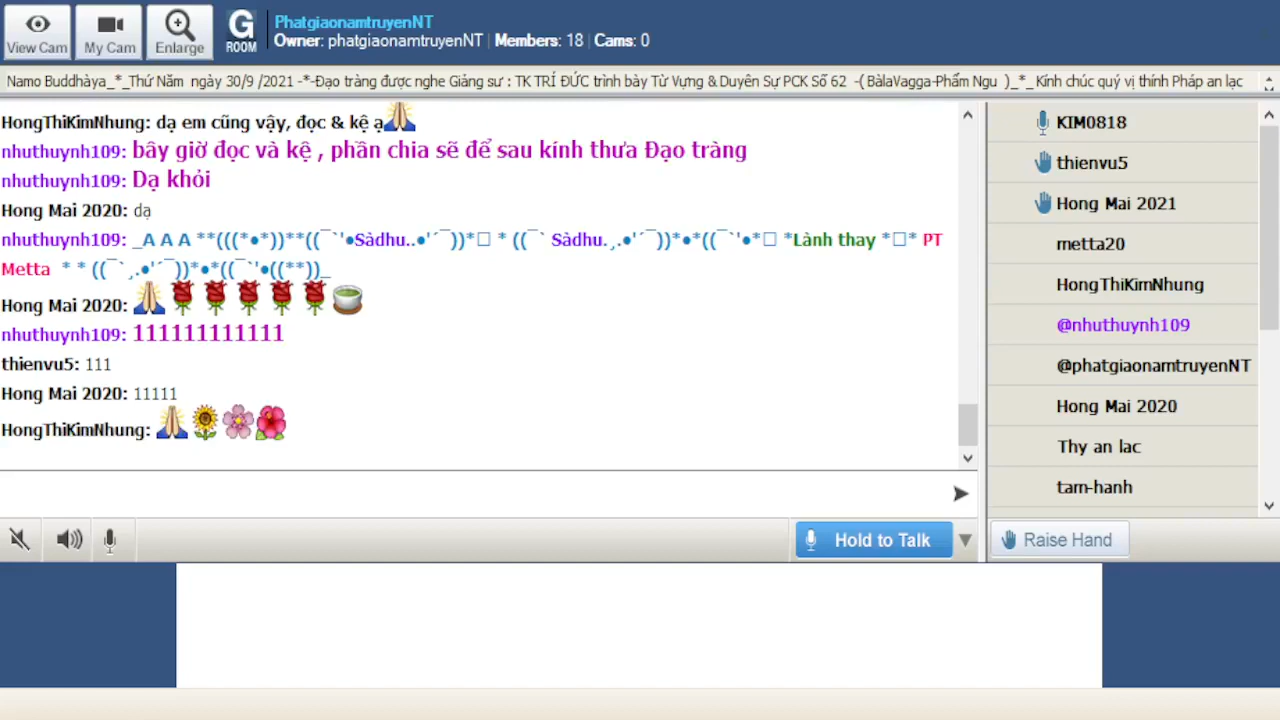 View Cam
My Cam
Enlarge
G
ROOM
PhatgiaonamtruyenNT
Owner: phatgiaonamtruyenNT | Members: 18 | Cams: 0
Namo Buddhàya_*_Thứ Năm ngày 30/9 /2021 -*-Đạo tràng được nghe Giảng sư : TK TRÍ ĐỨC trình bày Từ Vựng & Duyên Sự PCK Số 62 -( BàlaVagga-Phẩm Ngu )_*_ Kính chúc quý vị thính Pháp an lạc
HongThiKimNhung: dạ em cũng vậy, đọc & kệ ạ
nhuthuynh109: bây giờ đọc và kệ , phần chia sẽ để sau kính thưa Đạo tràng
nhuthuynh109: Dạ khỏi
Hong Mai 2020: dạ
nhuthuynh109: _A A A **(((*●*))**((¯`'●Sàdhu..●'´¯))*□ * ((¯` Sàdhu.¸.●'´¯))*●*((¯`'●*□ *Lành thay *□* PT
Metta * * ((¯`¸.●'´¯))*●*((¯`'●((**))_
Hong Mai 2020:
nhuthuynh109: 111111111111
thienvu5: 111
Hong Mai 2020: 11111
HongThiKimNhung:
KIM0818
thienvu5
Hong Mai 2021
metta20
HongThiKimNhung
@nhuthuynh109
@phatgiaonamtruyenNT
Hong Mai 2020
Thy an lac
tam-hanh
Hold to Talk
Raise Hand